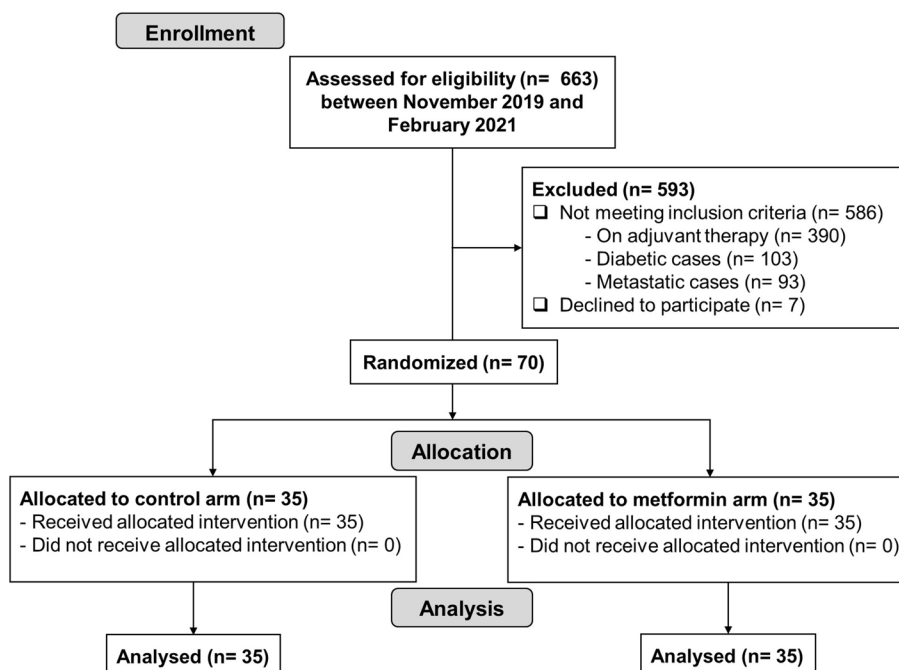 Enrollment
Assessed for eligibility (n= 663)
between November 2019 and
February 2021
Excluded (n= 593)
❑ Not meeting inclusion criteria (n= 586)
- On adjuvant therapy (n= 390)
- Diabetic cases (n= 103)
- Metastatic cases (n= 93)
❑ Declined to participate (n= 7)
Randomized (n= 70)
Allocation
Allocated to control arm (n= 35)
- Received allocated intervention (n= 35)
- Did not receive allocated intervention (n= 0)
Allocated to metformin arm (n= 35)
- Received allocated intervention (n= 35)
- Did not receive allocated intervention (n= 0)
Analysis
Analysed (n= 35)
Analysed (n= 35)